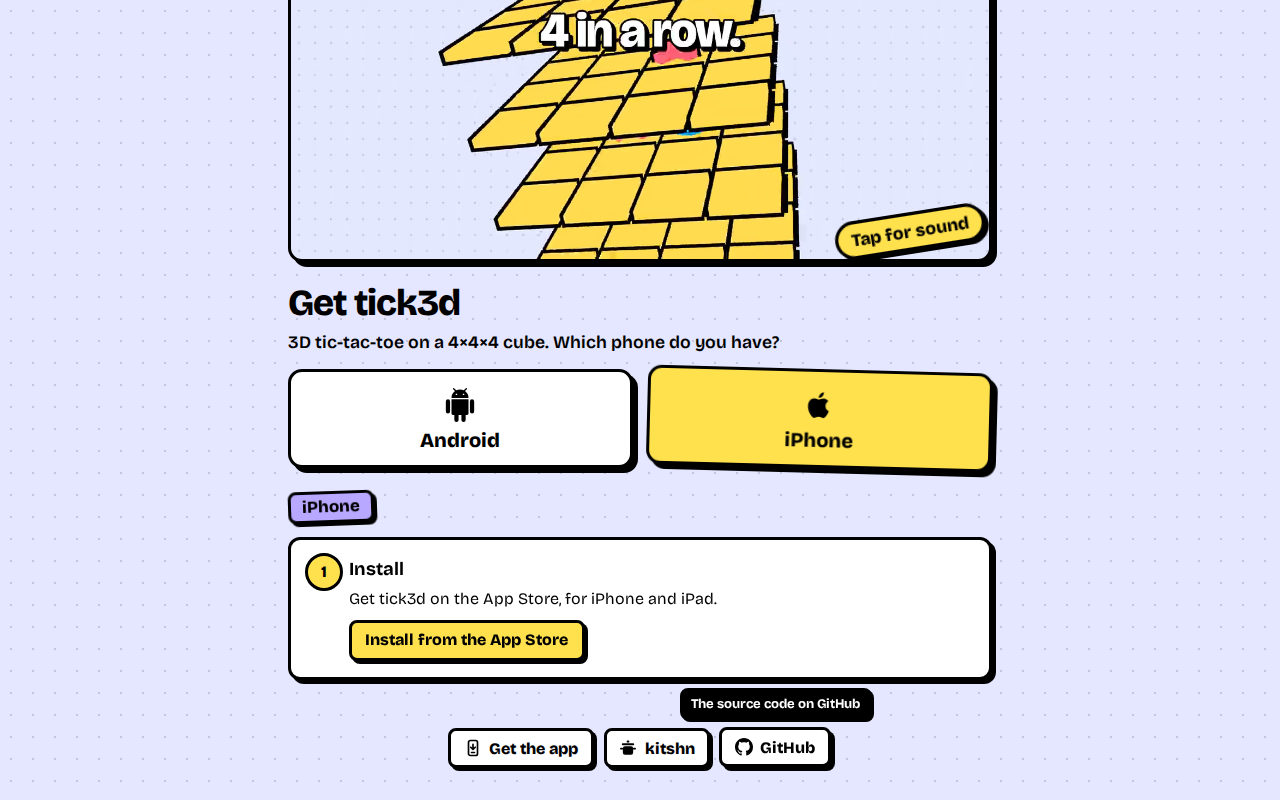 4 in a row.
Tap for sound
Get tick3d
3D tic-tac-toe on a 4×4×4 cube. Which phone do you have?
Android
iPhone
iPhone
1
Install
Get tick3d on the App Store, for iPhone and iPad.
Install from the App Store
The source code on GitHub
Get the app
kitshn
GitHub